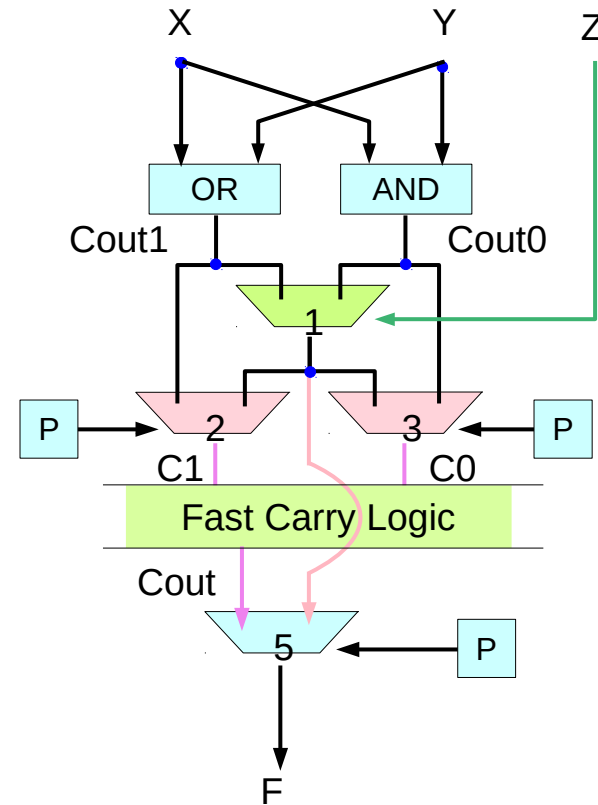 X Y Z
OR AND
Cout1 Cout0
1
P 2 3 P
C1 C0
Fast Carry Logic
Cout
5 P
F